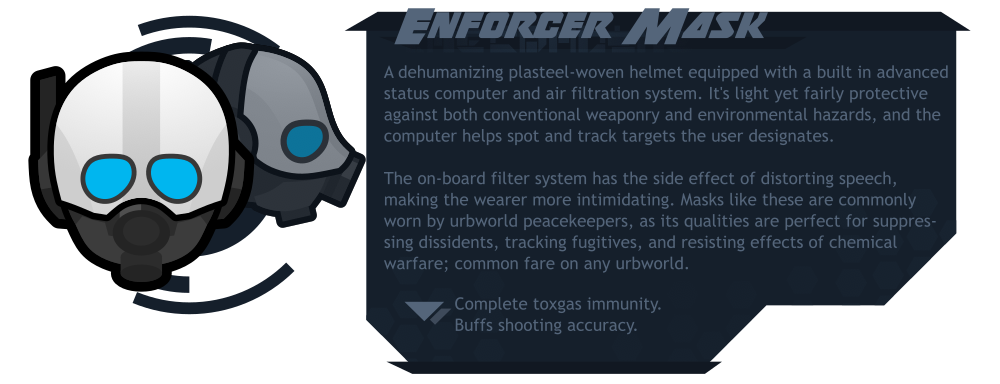 Enforcer Mask
A dehumanizing plasteel-woven helmet equipped with a built in advanced
status computer and air filtration system. It's light yet fairly protective
against both conventional weaponry and environmental hazards, and the
computer helps spot and track targets the user designates.
The on-board filter system has the side effect of distorting speech,
making the wearer more intimidating. Masks like these are commonly
worn by urbworld peacekeepers, as its qualities are perfect for suppres-
sing dissidents, tracking fugitives, and resisting effects of chemical
warfare; common fare on any urbworld.
Complete toxgas immunity.
Buffs shooting accuracy.